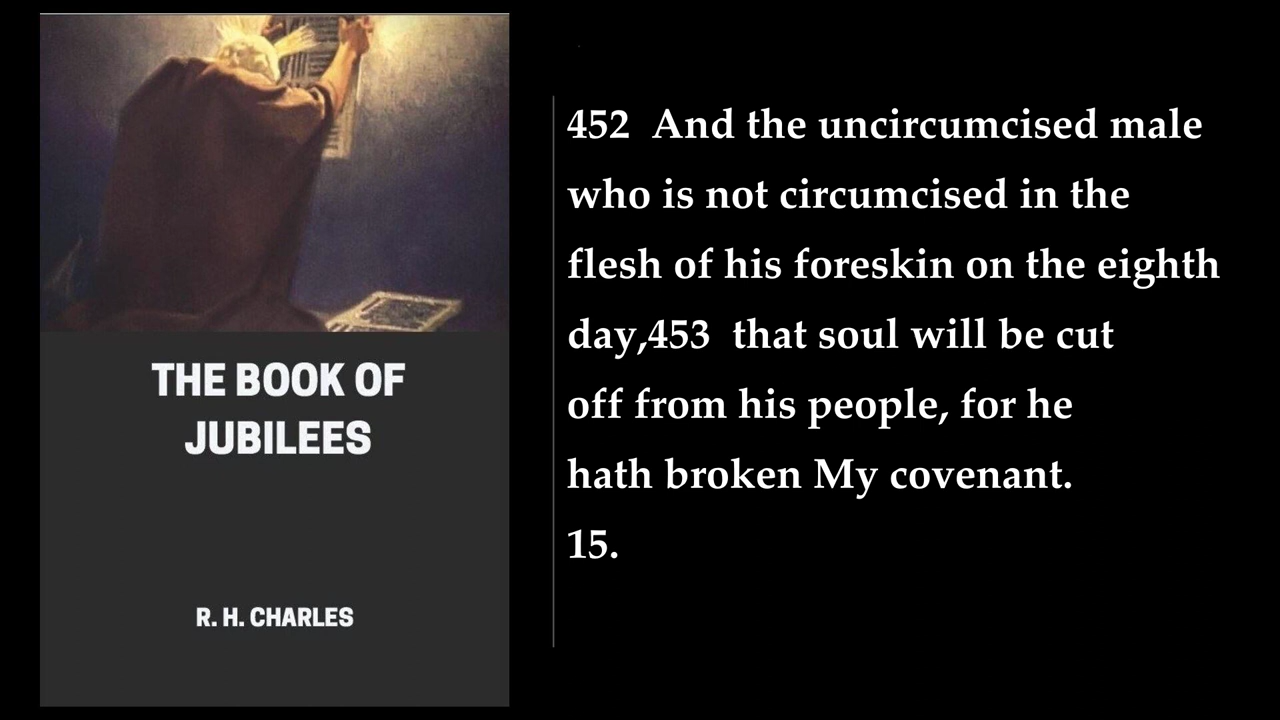 THE BOOK OF
JUBILEES
R. H. CHARLES
452  And the uncircumcised male
who is not circumcised in the
flesh of his foreskin on the eighth
day,453  that soul will be cut
off from his people, for he
hath broken My covenant.
15.